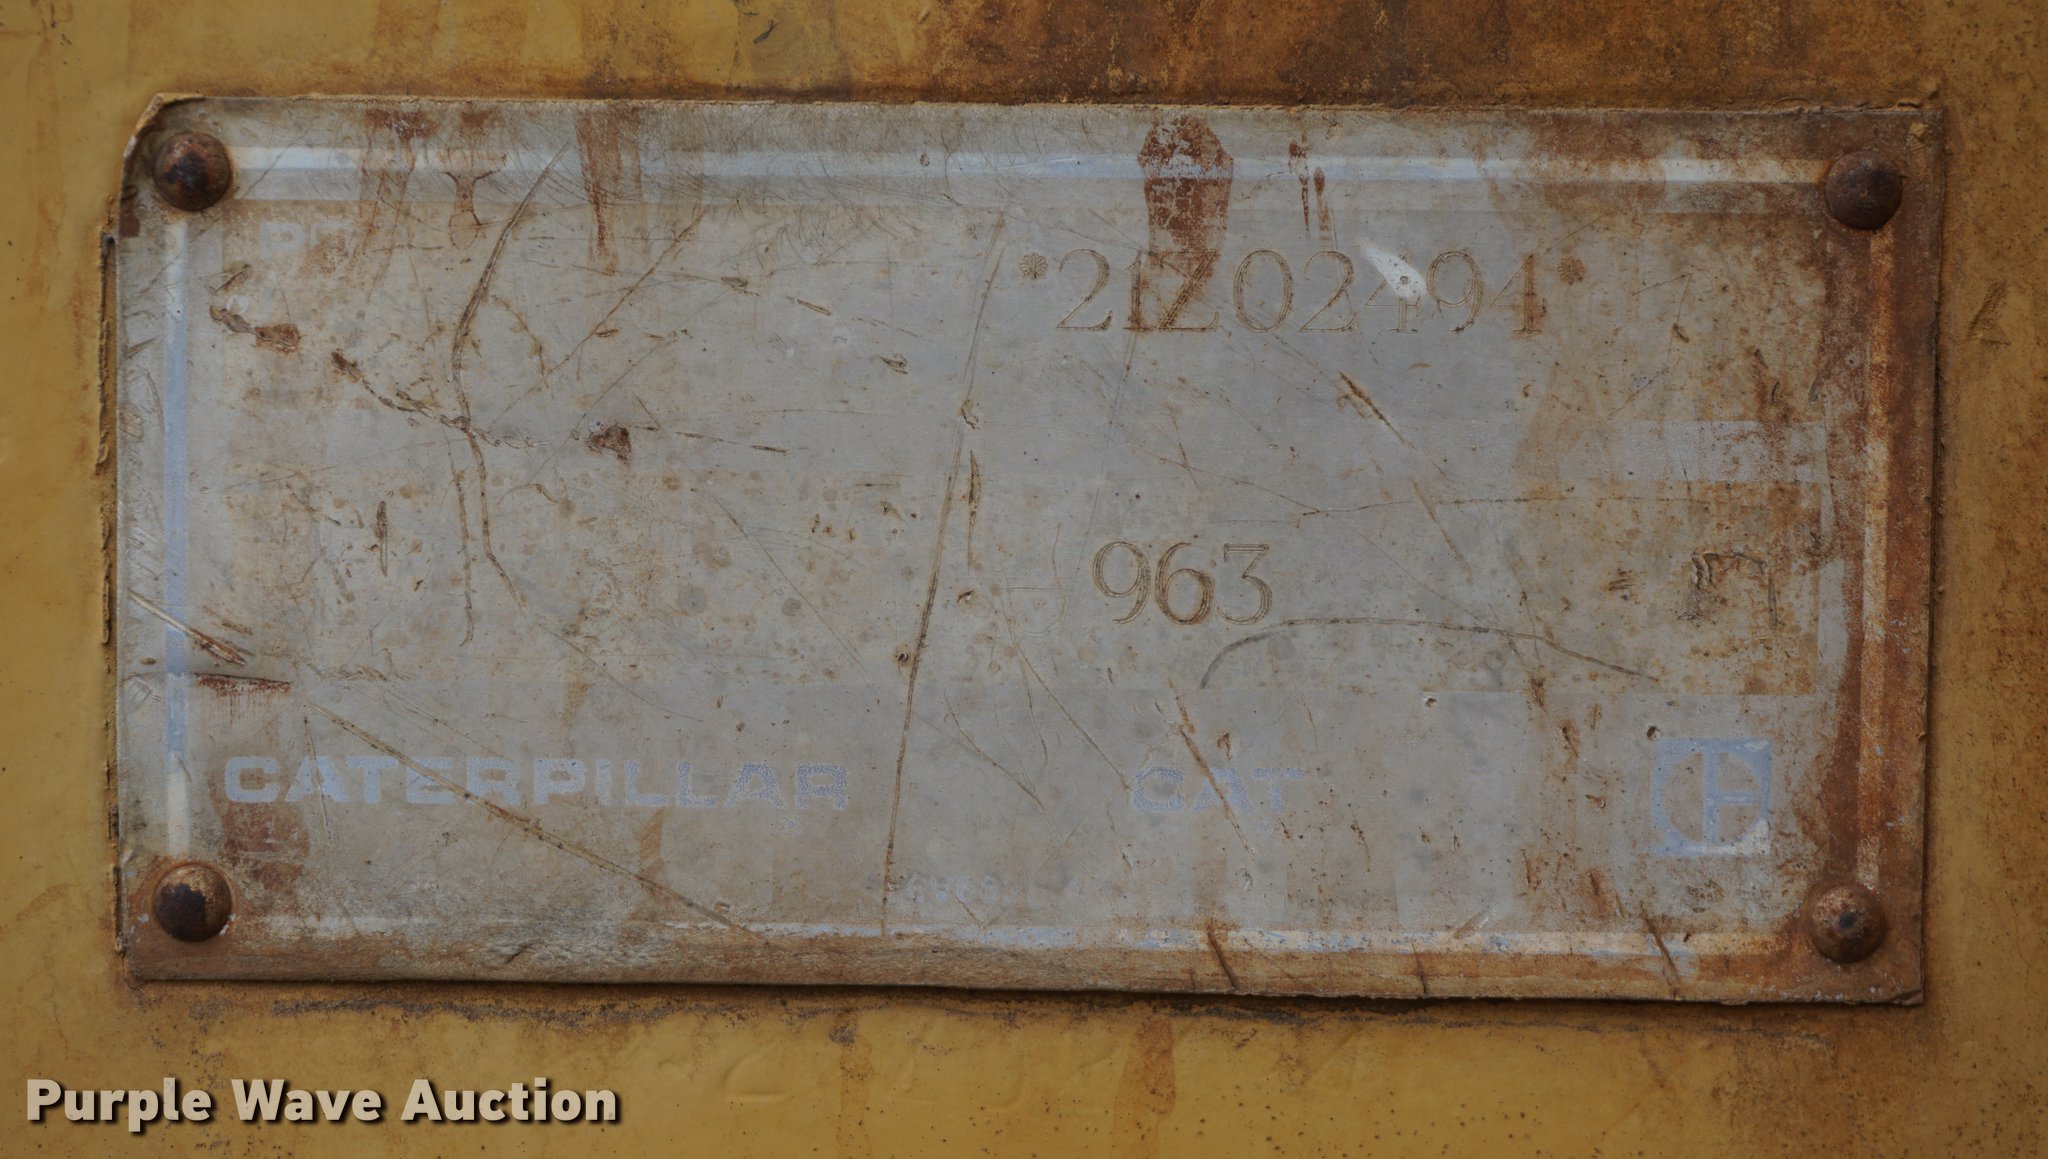 *21Z02494*
963
CATERPILLAR CAT
Purple Wave Auction